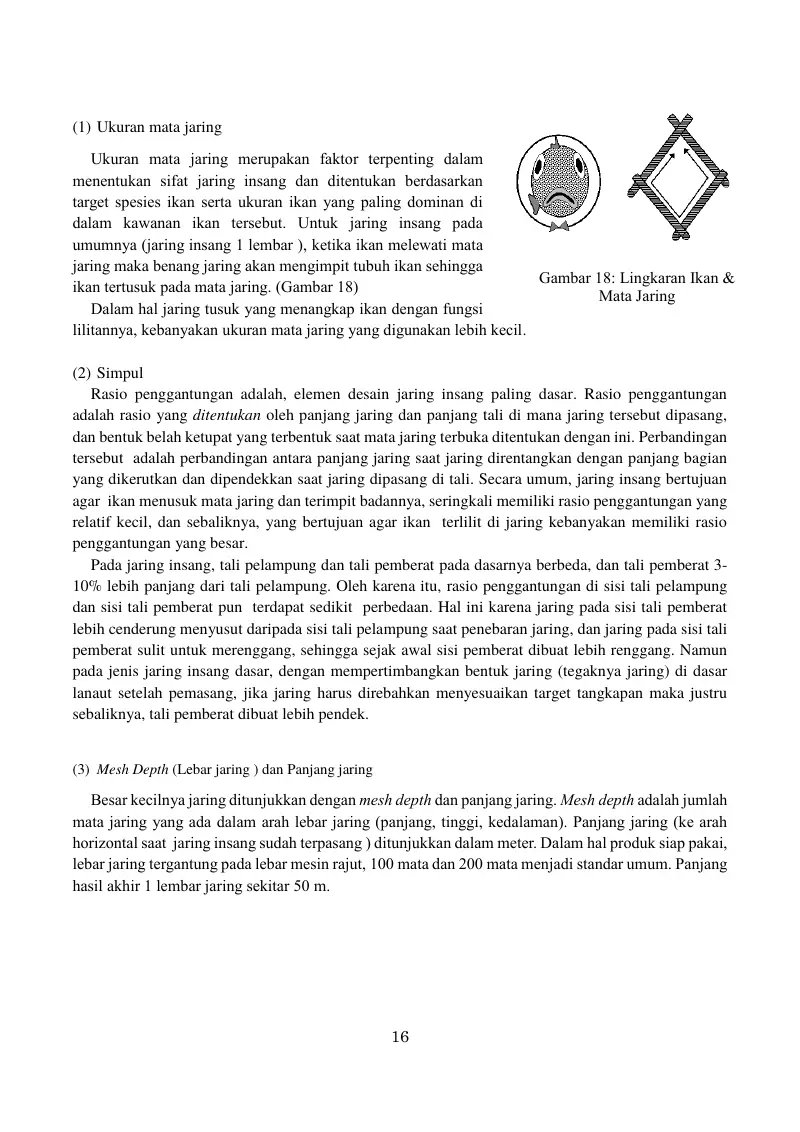 (1) Ukuran mata jaring
Ukuran mata jaring merupakan faktor terpenting dalam
menentukan sifat jaring insang dan ditentukan berdasarkan
target spesies ikan serta ukuran ikan yang paling dominan di
dalam kawanan ikan tersebut. Untuk jaring insang pada
umumnya (jaring insang 1 lembar ), ketika ikan melewati mata
jaring maka benang jaring akan mengimpit tubuh ikan sehingga
ikan tertusuk pada mata jaring. (Gambar 18)
Dalam hal jaring tusuk yang menangkap ikan dengan fungsi
lilitannya, kebanyakan ukuran mata jaring yang digunakan lebih kecil.
Gambar 18: Lingkaran Ikan &
Mata Jaring
(2) Simpul
Rasio penggantungan adalah, elemen desain jaring insang paling dasar. Rasio penggantungan
adalah rasio yang ditentukan oleh panjang jaring dan panjang tali di mana jaring tersebut dipasang,
dan bentuk belah ketupat yang terbentuk saat mata jaring terbuka ditentukan dengan ini. Perbandingan
tersebut adalah perbandingan antara panjang jaring saat jaring direntangkan dengan panjang bagian
yang dikerutkan dan dipendekkan saat jaring dipasang di tali. Secara umum, jaring insang bertujuan
agar ikan menusuk mata jaring dan terimpit badannya, seringkali memiliki rasio penggantungan yang
relatif kecil, dan sebaliknya, yang bertujuan agar ikan terlilit di jaring kebanyakan memiliki rasio
penggantungan yang besar.
Pada jaring insang, tali pelampung dan tali pemberat pada dasarnya berbeda, dan tali pemberat 3-
10% lebih panjang dari tali pelampung. Oleh karena itu, rasio penggantungan di sisi tali pelampung
dan sisi tali pemberat pun terdapat sedikit perbedaan. Hal ini karena jaring pada sisi tali pemberat
lebih cenderung menyusut daripada sisi tali pelampung saat penebaran jaring, dan jaring pada sisi tali
pemberat sulit untuk merenggang, sehingga sejak awal sisi pemberat dibuat lebih renggang. Namun
pada jenis jaring insang dasar, dengan mempertimbangkan bentuk jaring (tegaknya jaring) di dasar
lanaut setelah pemasang, jika jaring harus direbahkan menyesuaikan target tangkapan maka justru
sebaliknya, tali pemberat dibuat lebih pendek.
(3) Mesh Depth (Lebar jaring ) dan Panjang jaring
Besar kecilnya jaring ditunjukkan dengan mesh depth dan panjang jaring. Mesh depth adalah jumlah
mata jaring yang ada dalam arah lebar jaring (panjang, tinggi, kedalaman). Panjang jaring (ke arah
horizontal saat jaring insang sudah terpasang ) ditunjukkan dalam meter. Dalam hal produk siap pakai,
lebar jaring tergantung pada lebar mesin rajut, 100 mata dan 200 mata menjadi standar umum. Panjang
hasil akhir 1 lembar jaring sekitar 50 m.
16